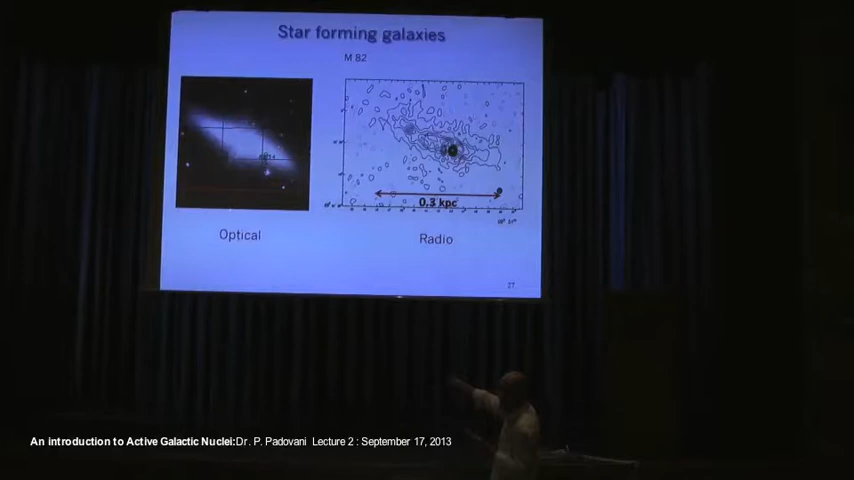 Star forming galaxies
M 82
0.3 kpc
Optical
Radio
27
An introduction to Active Galactic Nuclei:Dr. P. Padovani Lecture 2 : September 17, 2013